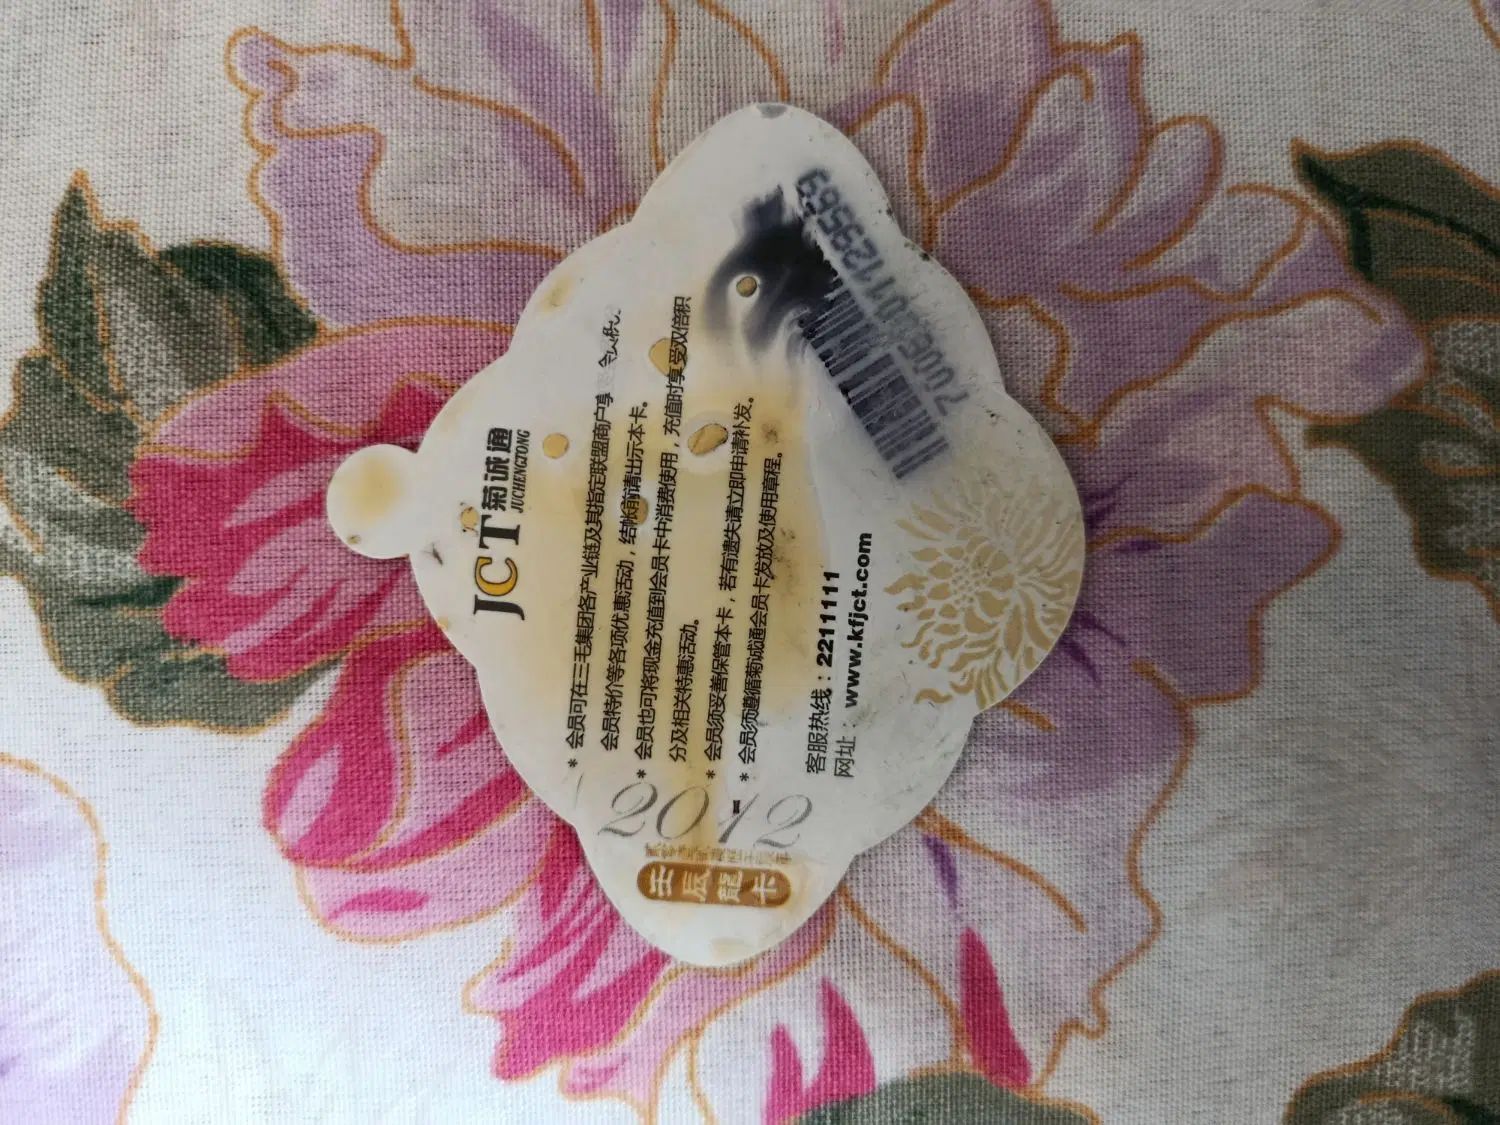 JCT 菊诚通
JUCHENGTONG
* 会员可在三毛集团各产业链及其指定联盟商户享 会员积
会员特价等各项优惠活动，结帐前请出示本卡。
* 会员也可将现金充值到会员卡中消费使用，充值时享受双倍积
分及相关特惠活动。
* 会员须妥善保管本卡，若有遗失请立即申请补发。
* 会员须遵循菊诚通会员卡发放及使用章程。
客服热线：2211111
网址：www.kfjct.com
2012
壬辰龍卡